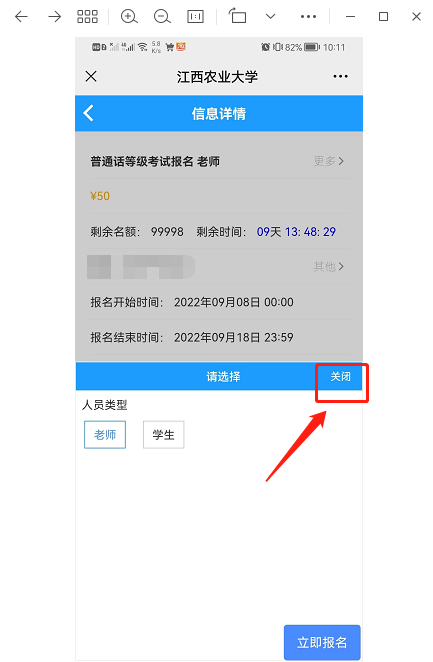 HD 2 4G 5.8 K/s 82% 10:11
江西农业大学
信息详情
普通话等级考试报名 老师 更多
¥50
剩余名额： 99998 剩余时间： 09天 13: 48: 29
其他
报名开始时间： 2022年09月08日 00:00
报名结束时间： 2022年09月18日 23:59
请选择 关闭
人员类型
老师 学生
立即报名